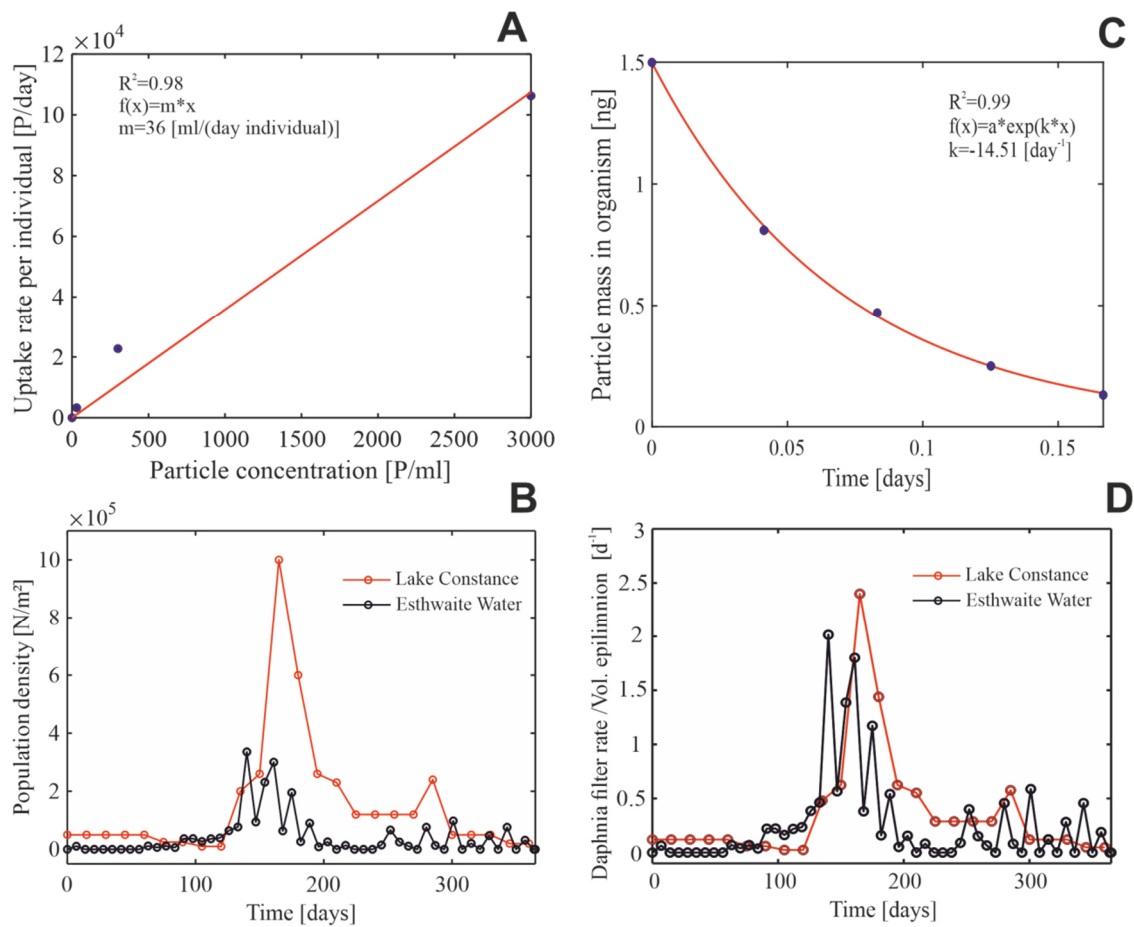 A
×10⁴
12
10
8
6
4
2
0
R²=0.98
f(x)=m*x
m=36 [ml/(day individual)]
Uptake rate per individual [P/day]
0 500 1000 1500 2000 2500 3000
Particle concentration [P/ml]
C
1.5
1
0.5
0
R²=0.99
f(x)=a*exp(k*x)
k=-14.51 [day⁻¹]
Particle mass in organism [ng]
0 0.05 0.1 0.15
Time [days]
B
×10⁵
10
8
6
4
2
0
Lake Constance
Esthwaite Water
Population density [N/m²]
0 100 200 300
Time [days]
D
3
2.5
2
1.5
1
0.5
0
Lake Constance
Esthwaite Water
Daphnia filter rate /Vol. epilimnion [d⁻¹]
0 100 200 300
Time [days]